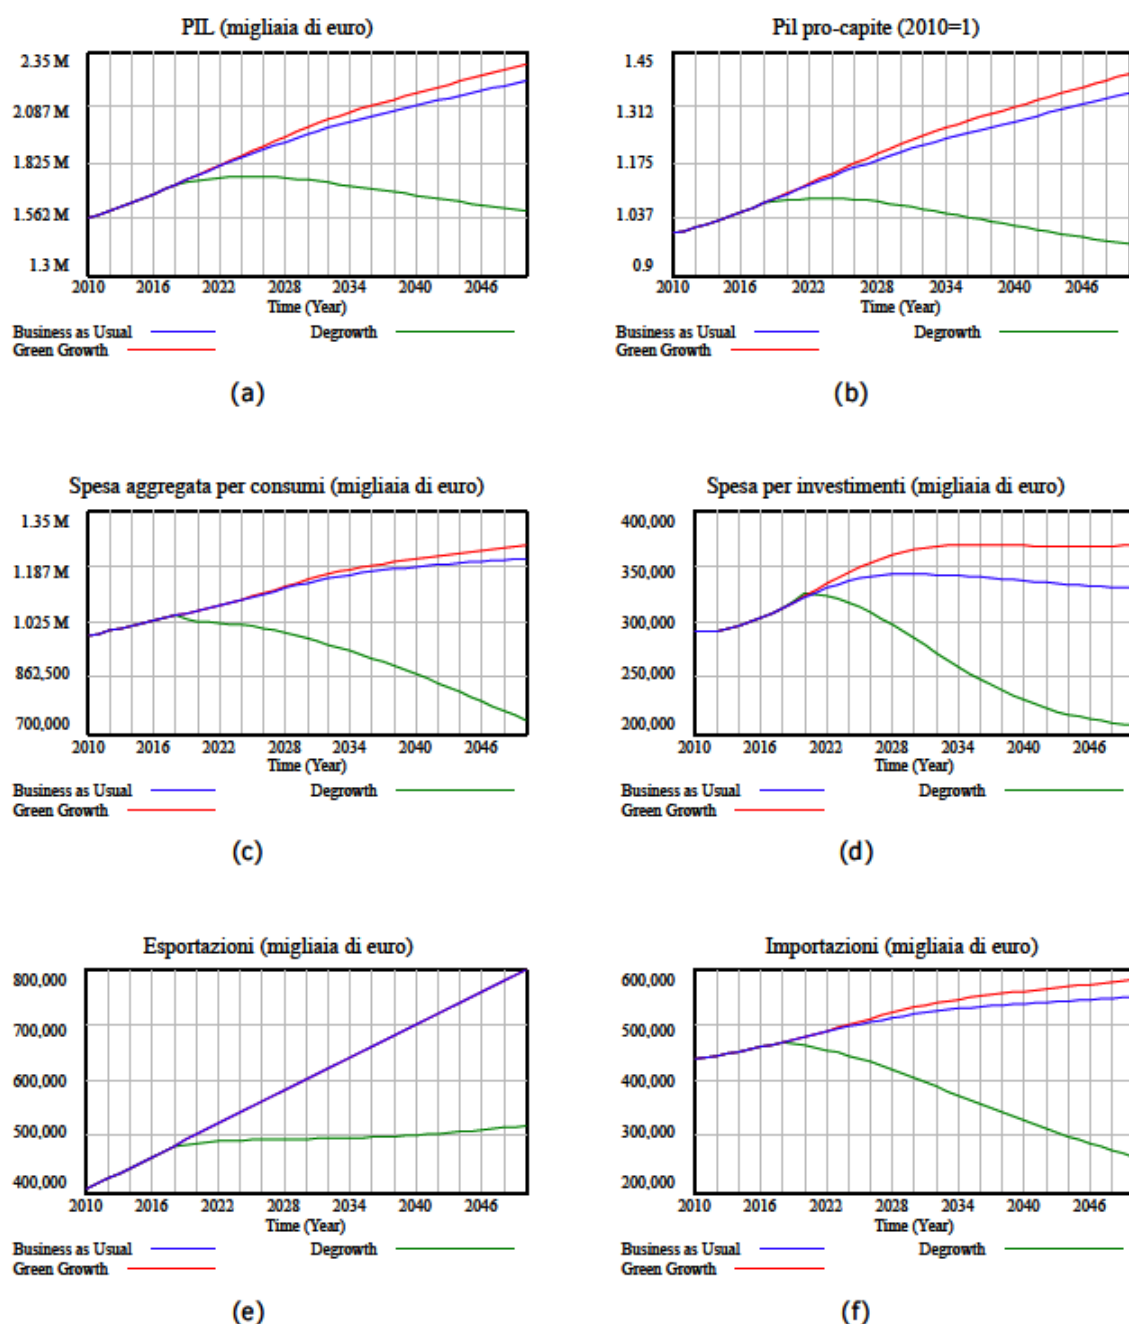 PIL (migliaia di euro)
2.35 M
2.087 M
1.825 M
1.562 M
1.3 M
2010 2016 2022 2028 2034 2040 2046
Time (Year)
Business as Usual Degrowth
Green Growth
(a)
Pil pro-capite (2010=1)
1.45
1.312
1.175
1.037
0.9
2010 2016 2022 2028 2034 2040 2046
Time (Year)
Business as Usual Degrowth
Green Growth
(b)
Spesa aggregata per consumi (migliaia di euro)
1.35 M
1.187 M
1.025 M
862,500
700,000
2010 2016 2022 2028 2034 2040 2046
Time (Year)
Business as Usual Degrowth
Green Growth
(c)
Spesa per investimenti (migliaia di euro)
400,000
350,000
300,000
250,000
200,000
2010 2016 2022 2028 2034 2040 2046
Time (Year)
Business as Usual Degrowth
Green Growth
(d)
Esportazioni (migliaia di euro)
800,000
700,000
600,000
500,000
400,000
2010 2016 2022 2028 2034 2040 2046
Time (Year)
Business as Usual Degrowth
Green Growth
(e)
Importazioni (migliaia di euro)
600,000
500,000
400,000
300,000
200,000
2010 2016 2022 2028 2034 2040 2046
Time (Year)
Business as Usual Degrowth
Green Growth
(f)